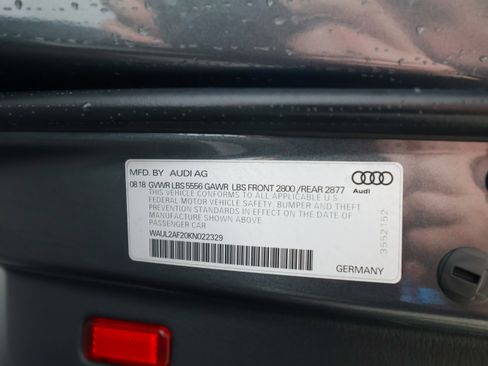 MFD. BY AUDI AG
08 18 GVWR LBS 5556 GAWR LBS FRONT 2800 / REAR 2877
THIS VEHICLE CONFORMS TO ALL APPLICABLE U.S.
FEDERAL MOTOR VEHICLE SAFETY, BUMPER, AND THEFT
PREVENTION STANDARDS IN EFFECT ON THE DATE OF
MANUFACTURE SHOWN ABOVE
PASSENGER CAR
WAUL2AF20KN022329
Audi
3552152
GERMANY